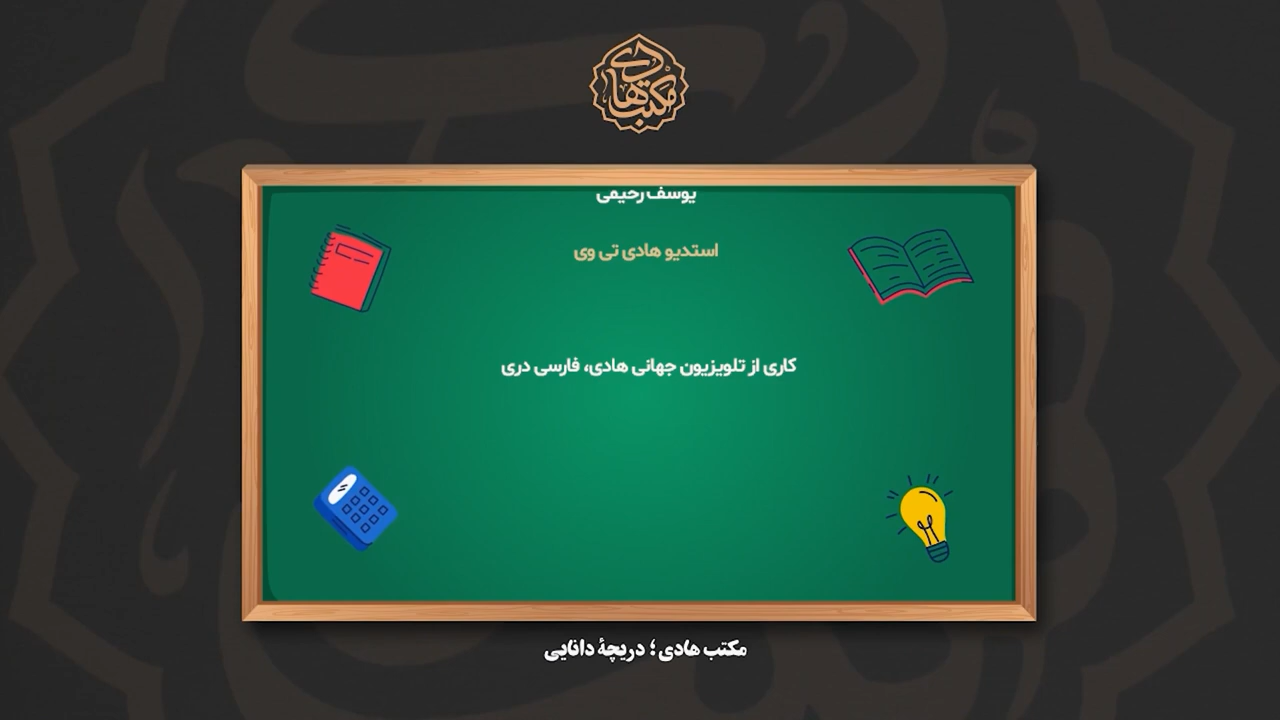 مکتب هادی
یوسف رحیمی
استدیو هادی تی وی
کاری از تلویزیون جهانی هادی، فارسی دری
مکتب هادی؛ دریچهٔ دانایی